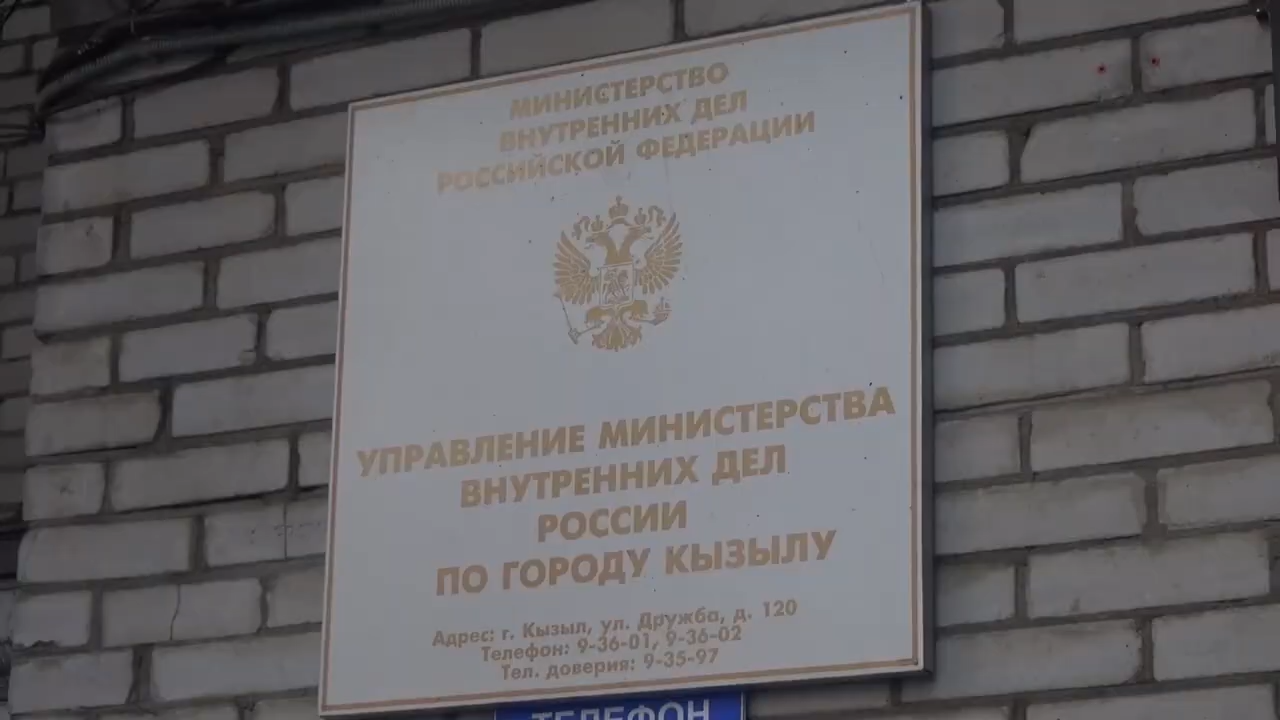 МИНИСТЕРСТВО
ВНУТРЕННИХ ДЕЛ
РОССИЙСКОЙ ФЕДЕРАЦИИ
УПРАВЛЕНИЕ МИНИСТЕРСТВА
ВНУТРЕННИХ ДЕЛ
РОССИИ
ПО ГОРОДУ КЫЗЫЛУ
Адрес: г. Кызыл, ул. Дружба, д. 120
Телефон: 9-36-01, 9-36-02
Тел. доверия: 9-35-97
ТЕЛЕФОН